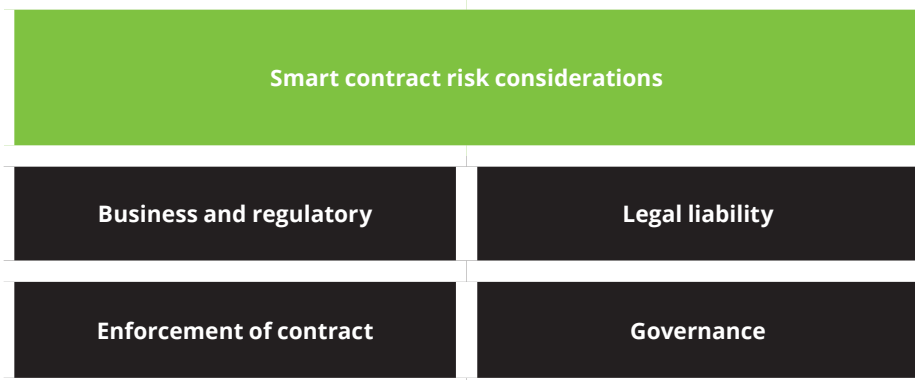 Smart contract risk considerations
Business and regulatory
Legal liability
Enforcement of contract
Governance